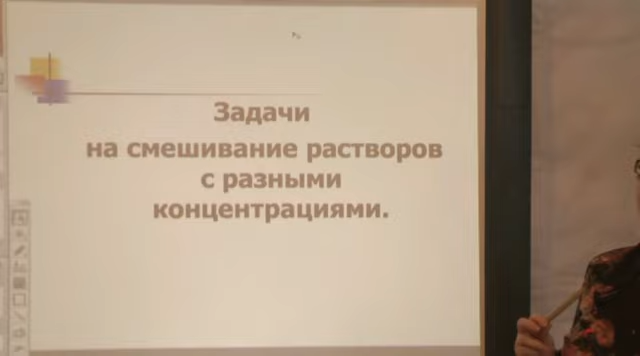 Задачи
на смешивание растворов
с разными
концентрациями.